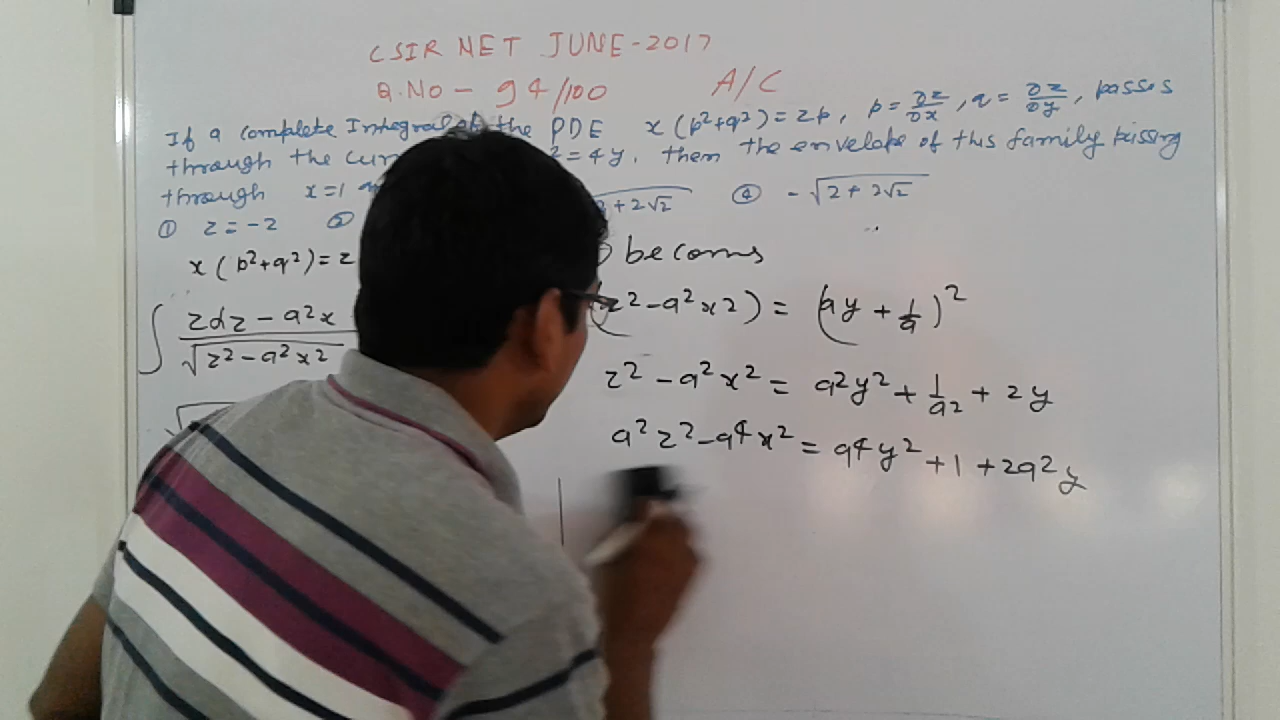 CSIR NET JUNE-2017
Q.No - 94/100 A/C
If a complete Integral of the PDE x(p²+q²)=zp, p=∂z/∂x, q=∂z/∂y, passes
through the cur ²=4y, then the envelope of this family passing
through x=1
① z=-2 ② 2+2√2 ④ -√(2+2√2)
x(p²+q²)=z becoms
∫ (zdz - a²x)/√(z²-a²x²) (z²-a²x²) = (ay + 1/a)²
z² - a²x² = a²y² + 1/a² + 2y
a²z² - a⁴x² = a⁴y² + 1 + 2a²y